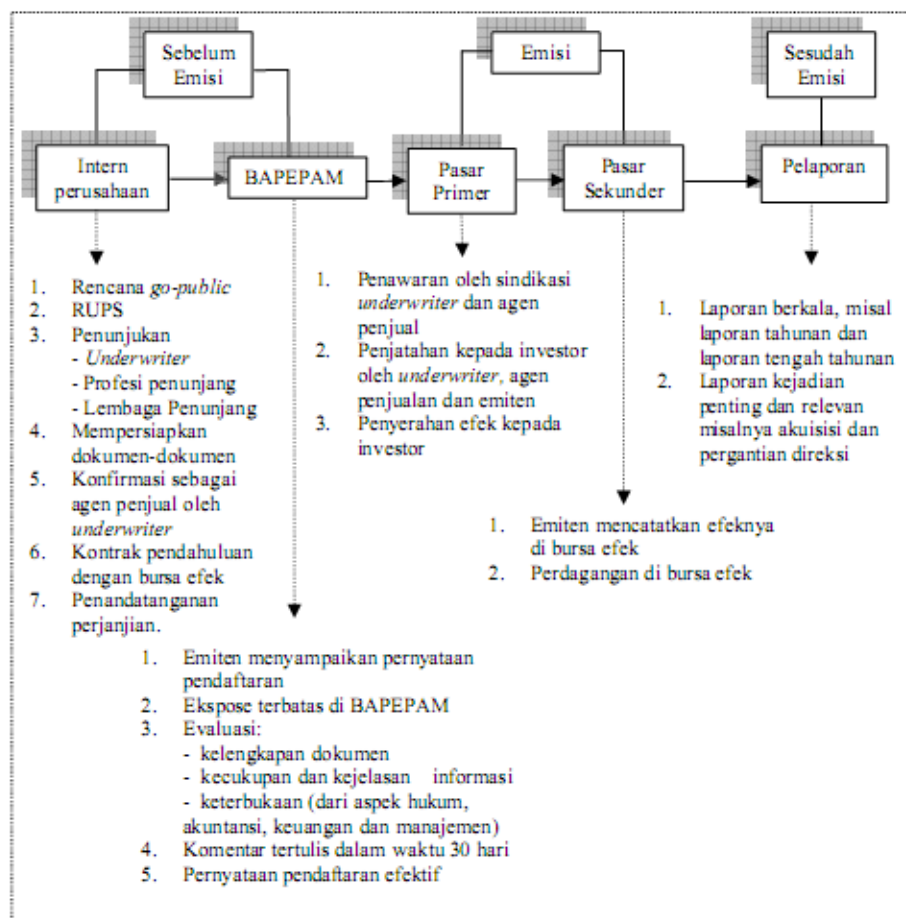 Sebelum
Emisi
Emisi
Sesudah
Emisi
Intern
perusahaan
BAPEPAM
Pasar
Primer
Pasar
Sekunder
Pelaporan
1. Rencana go-public
2. RUPS
3. Penunjukan
- Underwriter
- Profesi penunjang
- Lembaga Penunjang
4. Mempersiapkan
dokumen-dokumen
5. Konfirmasi sebagai
agen penjual oleh
underwriter
6. Kontrak pendahuluan
dengan bursa efek
7. Penandatanganan
perjanjian.
1. Emiten menyampaikan pernyataan
pendaftaran
2. Ekspose terbatas di BAPEPAM
3. Evaluasi:
- kelengkapan dokumen
- kecukupan dan kejelasan informasi
- keterbukaan (dari aspek hukum,
akuntansi, keuangan dan manajemen)
4. Komentar tertulis dalam waktu 30 hari
5. Pernyataan pendaftaran efektif
1. Penawaran oleh sindikasi
underwriter dan agen
penjual
2. Penjatahan kepada investor
oleh underwriter, agen
penjualan dan emiten
3. Penyerahan efek kepada
investor
1. Emiten mencatatkan efeknya
di bursa efek
2. Perdagangan di bursa efek
1. Laporan berkala, misal
laporan tahunan dan
laporan tengah tahunan
2. Laporan kejadian
penting dan relevan
misalnya akuisisi dan
pergantian direksi